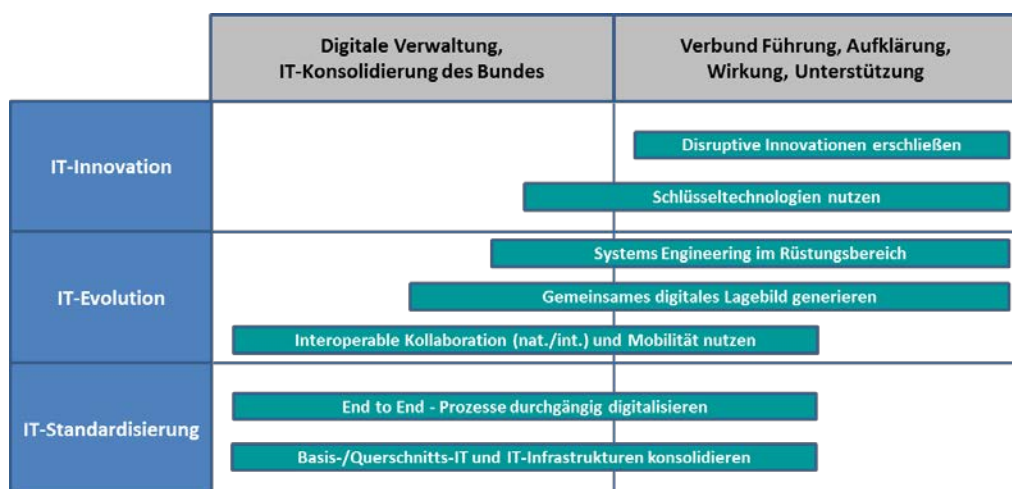 Digitale Verwaltung,
IT-Konsolidierung des Bundes
Verbund Führung, Aufklärung,
Wirkung, Unterstützung
IT-Innovation
Disruptive Innovationen erschließen
Schlüsseltechnologien nutzen
IT-Evolution
Systems Engineering im Rüstungsbereich
Gemeinsames digitales Lagebild generieren
Interoperable Kollaboration (nat./int.) und Mobilität nutzen
IT-Standardisierung
End to End - Prozesse durchgängig digitalisieren
Basis-/Querschnitts-IT und IT-Infrastrukturen konsolidieren